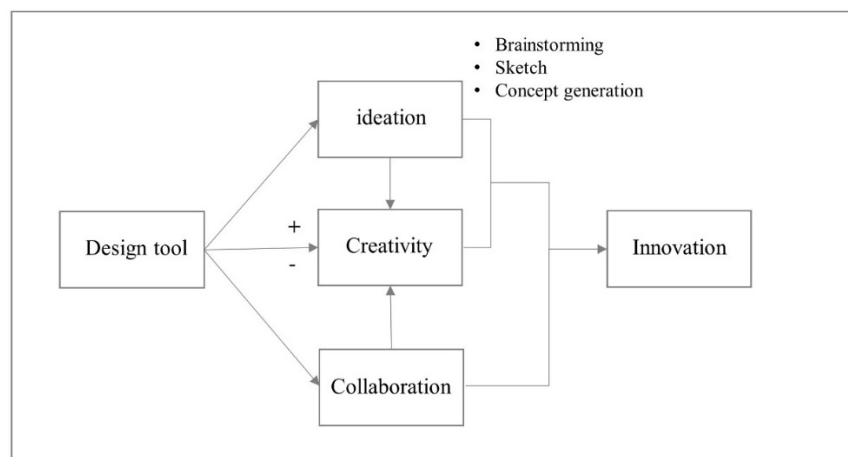 • Brainstorming
• Sketch
• Concept generation
ideation
Design tool
+
-
Creativity
Innovation
Collaboration